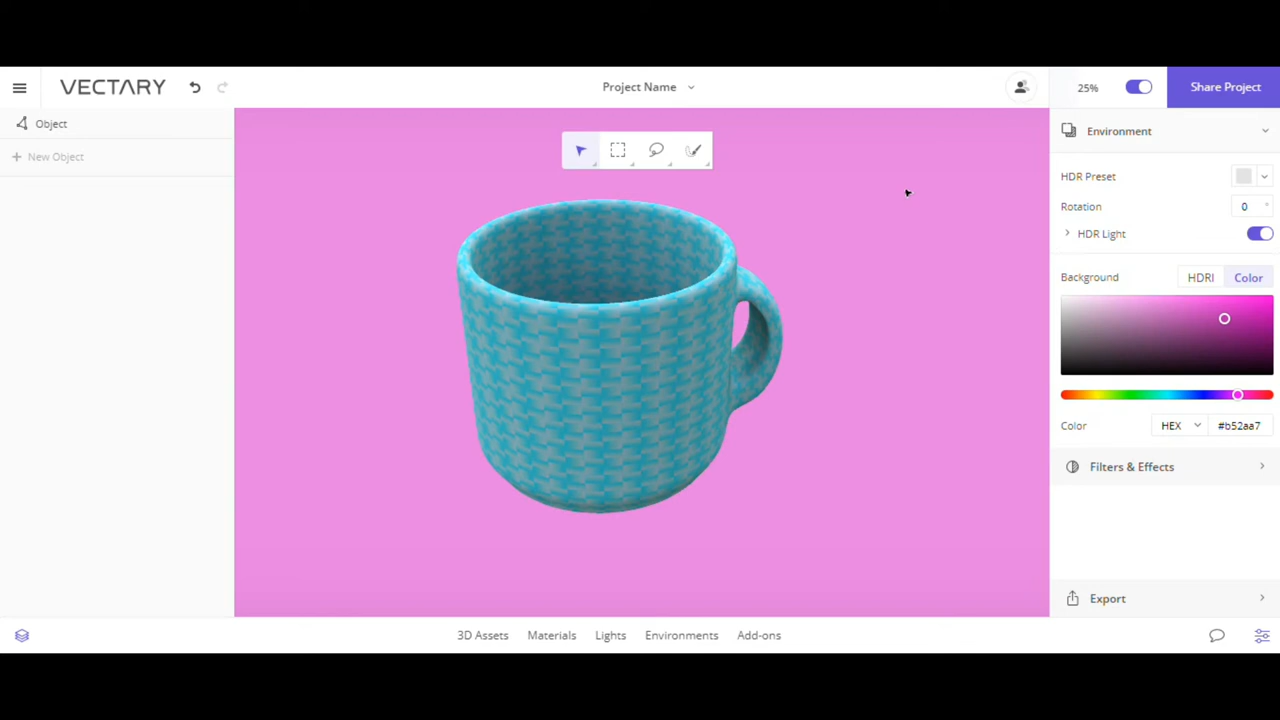 VECTARY
Project Name
25%
Share Project
Object
New Object
Environment
HDR Preset
Rotation
0 °
HDR Light
Background
HDRI
Color
Color
HEX
#b52aa7
Filters & Effects
Export
3D Assets
Materials
Lights
Environments
Add-ons